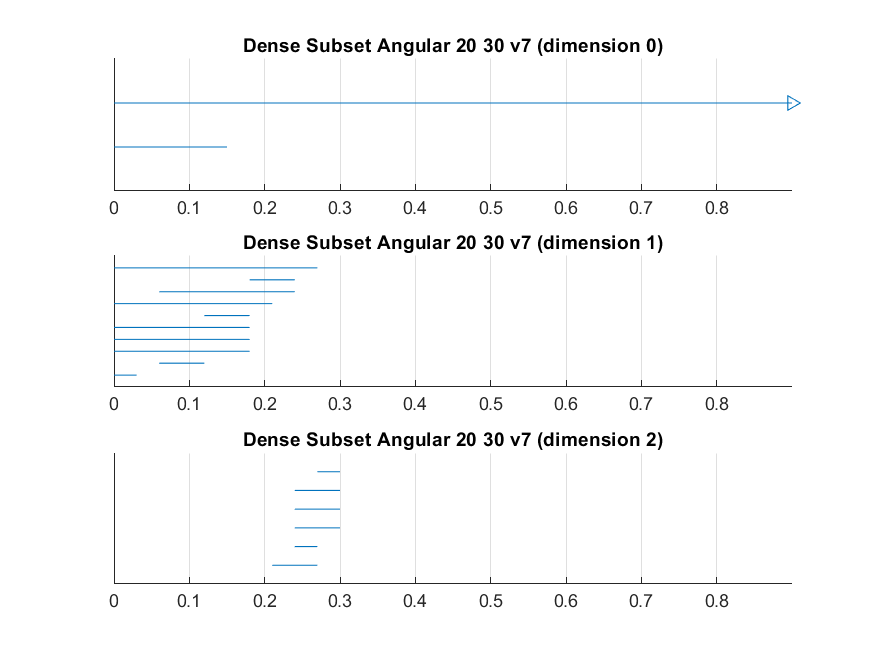 Dense Subset Angular 20 30 v7 (dimension 0)
0 0.1 0.2 0.3 0.4 0.5 0.6 0.7 0.8
Dense Subset Angular 20 30 v7 (dimension 1)
0 0.1 0.2 0.3 0.4 0.5 0.6 0.7 0.8
Dense Subset Angular 20 30 v7 (dimension 2)
0 0.1 0.2 0.3 0.4 0.5 0.6 0.7 0.8